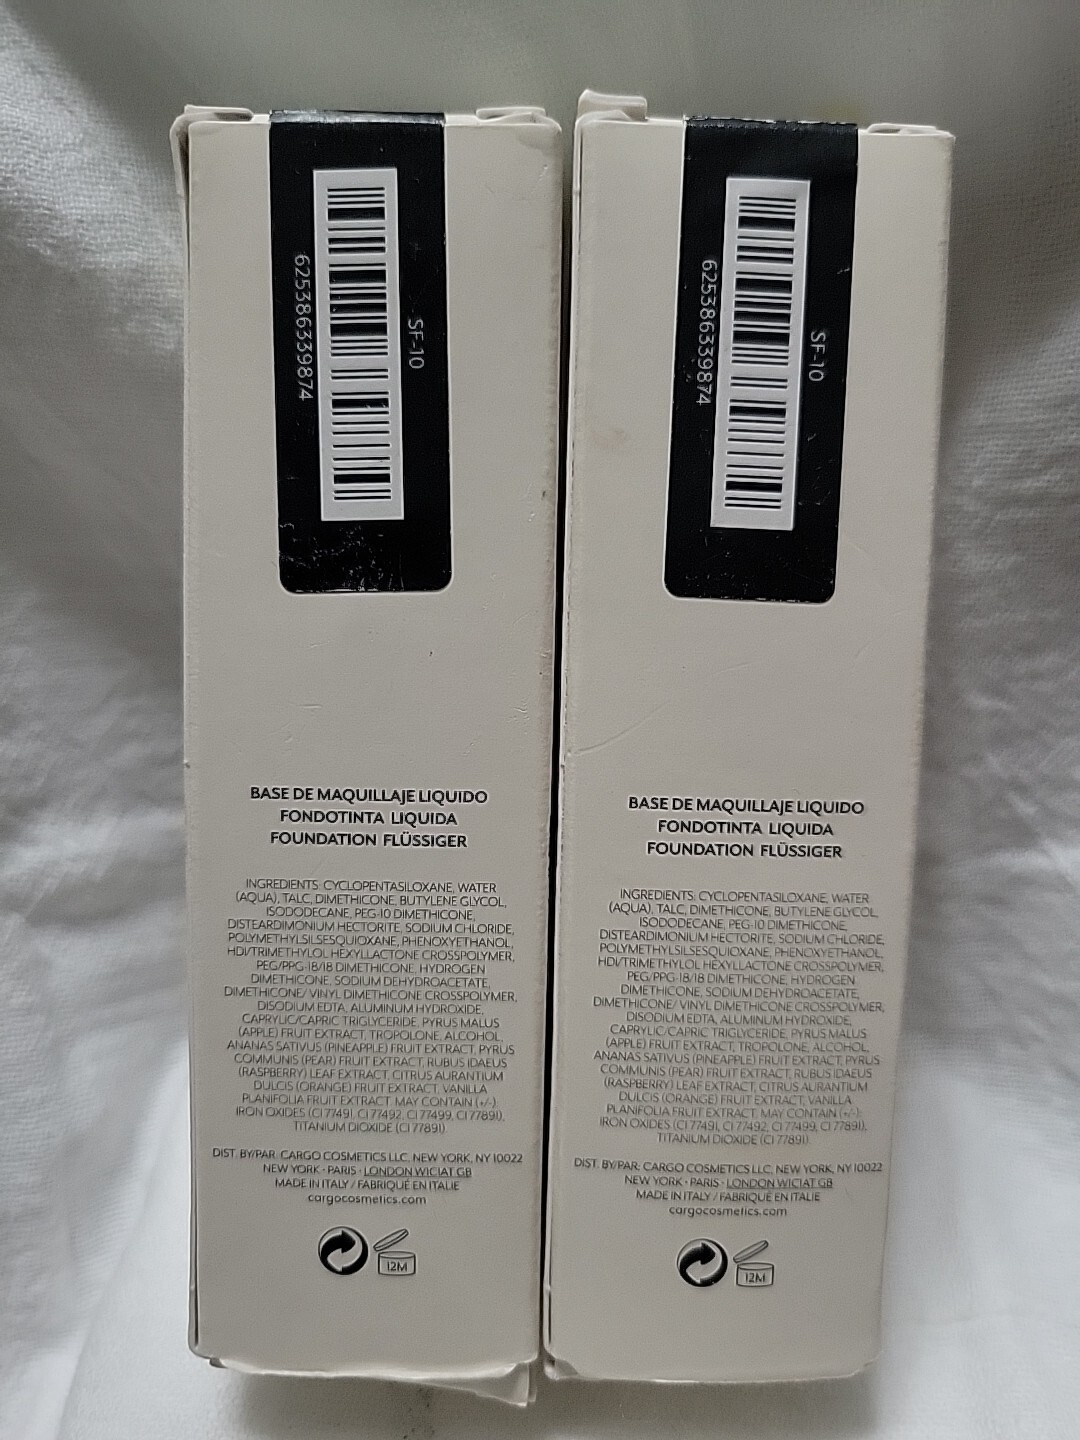 625386339874
SF-10
BASE DE MAQUILLAJE LIQUIDO
FONDOTINTA LIQUIDA
FOUNDATION FLÜSSIGER
INGREDIENTS: CYCLOPENTASILOXANE, WATER
(AQUA), TALC, DIMETHICONE, BUTYLENE GLYCOL,
ISODODECANE, PEG-10 DIMETHICONE,
DISTEARDIMONIUM HECTORITE, SODIUM CHLORIDE,
POLYMETHYLSILSESQUIOXANE, PHENOXYETHANOL,
HDI/TRIMETHYLOL HEXYLLACTONE CROSSPOLYMER,
PEG/PPG-18/18 DIMETHICONE, HYDROGEN
DIMETHICONE, SODIUM DEHYDROACETATE,
DIMETHICONE/ VINYL DIMETHICONE CROSSPOLYMER,
DISODIUM EDTA, ALUMINUM HYDROXIDE,
CAPRYLIC/CAPRIC TRIGLYCERIDE, PYRUS MALUS
(APPLE) FRUIT EXTRACT, TROPOLONE, ALCOHOL,
ANANAS SATIVUS (PINEAPPLE) FRUIT EXTRACT, PYRUS
COMMUNIS (PEAR) FRUIT EXTRACT, RUBUS IDAEUS
(RASPBERRY) LEAF EXTRACT, CITRUS AURANTIUM
DULCIS (ORANGE) FRUIT EXTRACT, VANILLA
PLANIFOLIA FRUIT EXTRACT. MAY CONTAIN (+/-):
IRON OXIDES (CI 77491, CI 77492, CI 77499, CI 77891),
TITANIUM DIOXIDE (CI 77891).
DIST. BY/PAR: CARGO COSMETICS LLC, NEW YORK, NY 10022
NEW YORK • PARIS • LONDON W1C1AT GB
MADE IN ITALY / FABRIQUÉ EN ITALIE
cargocosmetics.com
12M
625386339874
SF-10
BASE DE MAQUILLAJE LIQUIDO
FONDOTINTA LIQUIDA
FOUNDATION FLÜSSIGER
INGREDIENTS: CYCLOPENTASILOXANE, WATER
(AQUA), TALC, DIMETHICONE, BUTYLENE GLYCOL,
ISODODECANE, PEG-10 DIMETHICONE,
DISTEARDIMONIUM HECTORITE, SODIUM CHLORIDE,
POLYMETHYLSILSESQUIOXANE, PHENOXYETHANOL,
HDI/TRIMETHYLOL HEXYLLACTONE CROSSPOLYMER,
PEG/PPG-18/18 DIMETHICONE, HYDROGEN
DIMETHICONE, SODIUM DEHYDROACETATE,
DIMETHICONE/ VINYL DIMETHICONE CROSSPOLYMER,
DISODIUM EDTA, ALUMINUM HYDROXIDE,
CAPRYLIC/CAPRIC TRIGLYCERIDE, PYRUS MALUS
(APPLE) FRUIT EXTRACT, TROPOLONE, ALCOHOL,
ANANAS SATIVUS (PINEAPPLE) FRUIT EXTRACT, PYRUS
COMMUNIS (PEAR) FRUIT EXTRACT, RUBUS IDAEUS
(RASPBERRY) LEAF EXTRACT, CITRUS AURANTIUM
DULCIS (ORANGE) FRUIT EXTRACT, VANILLA
PLANIFOLIA FRUIT EXTRACT. MAY CONTAIN (+/-):
IRON OXIDES (CI 77491, CI 77492, CI 77499, CI 77891),
TITANIUM DIOXIDE (CI 77891).
DIST. BY/PAR: CARGO COSMETICS LLC, NEW YORK, NY 10022
NEW YORK • PARIS • LONDON W1C1AT GB
MADE IN ITALY / FABRIQUÉ EN ITALIE
cargocosmetics.com
12M